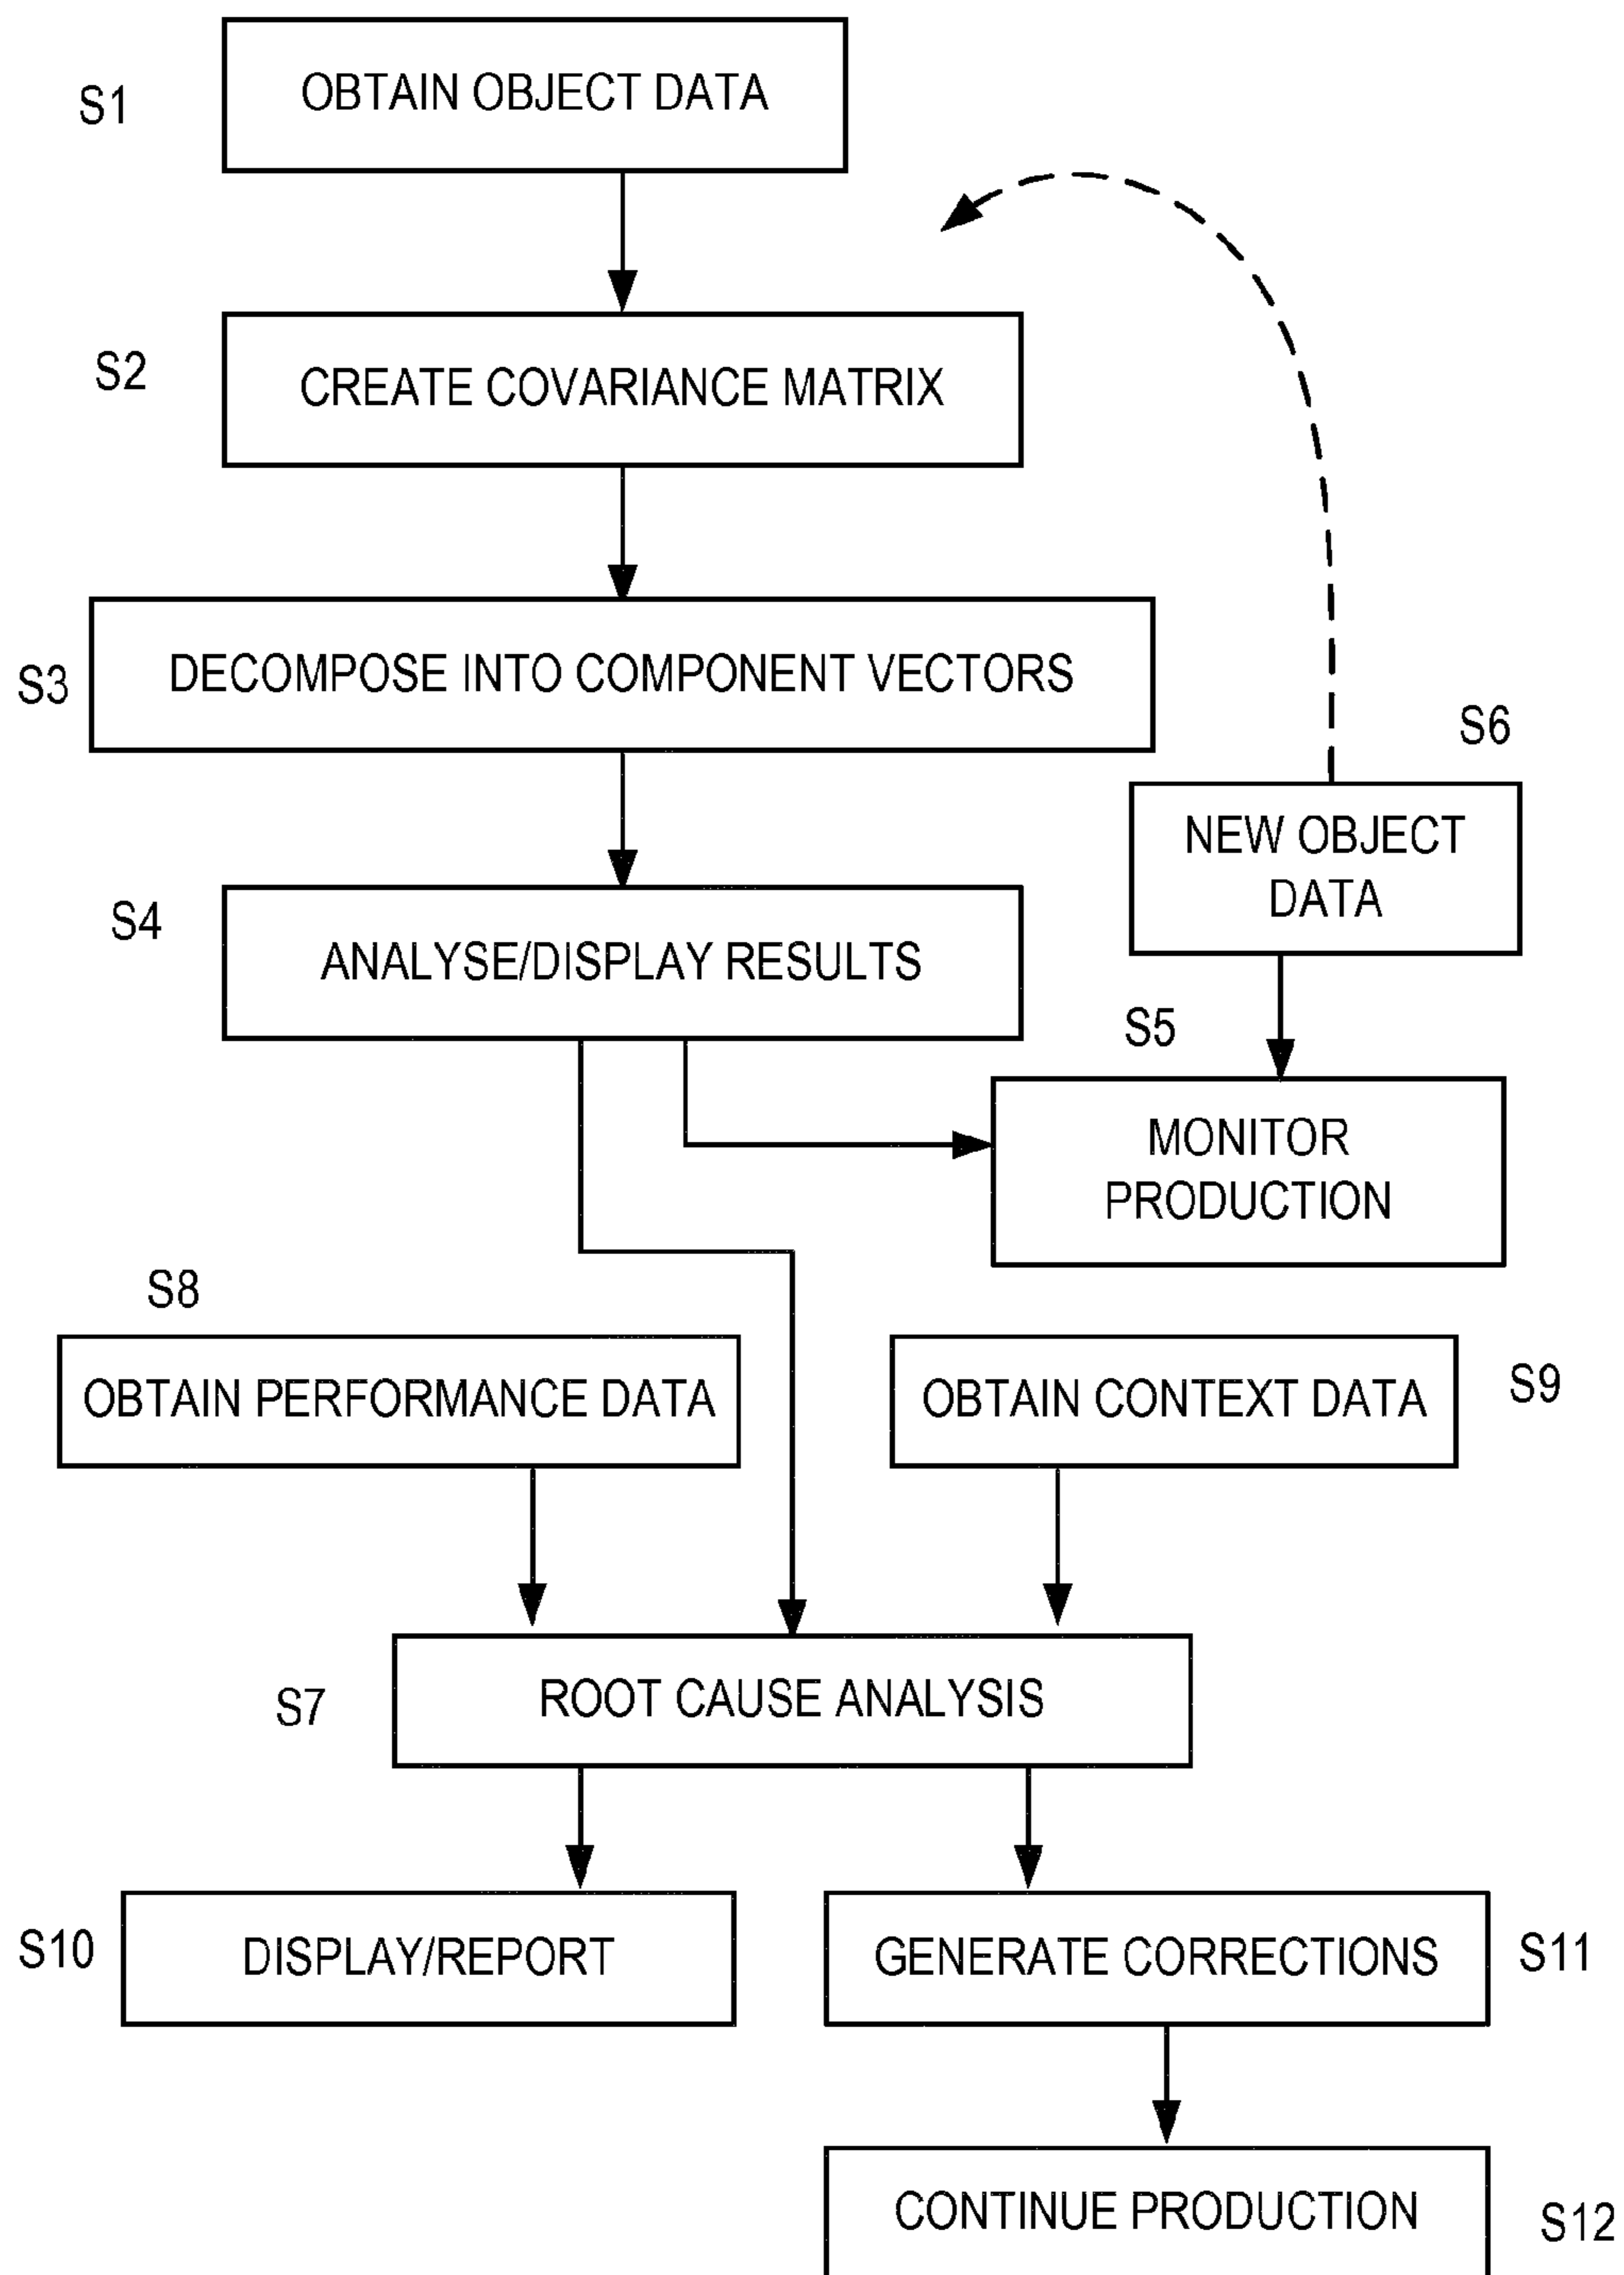 S1
OBTAIN OBJECT DATA
S2
CREATE COVARIANCE MATRIX
S3
DECOMPOSE INTO COMPONENT VECTORS
S6
NEW OBJECT
DATA
S4
ANALYSE/DISPLAY RESULTS
S5
MONITOR
PRODUCTION
S8
OBTAIN PERFORMANCE DATA
OBTAIN CONTEXT DATA
S9
S7
ROOT CAUSE ANALYSIS
S10
DISPLAY/REPORT
GENERATE CORRECTIONS
S11
CONTINUE PRODUCTION
S12